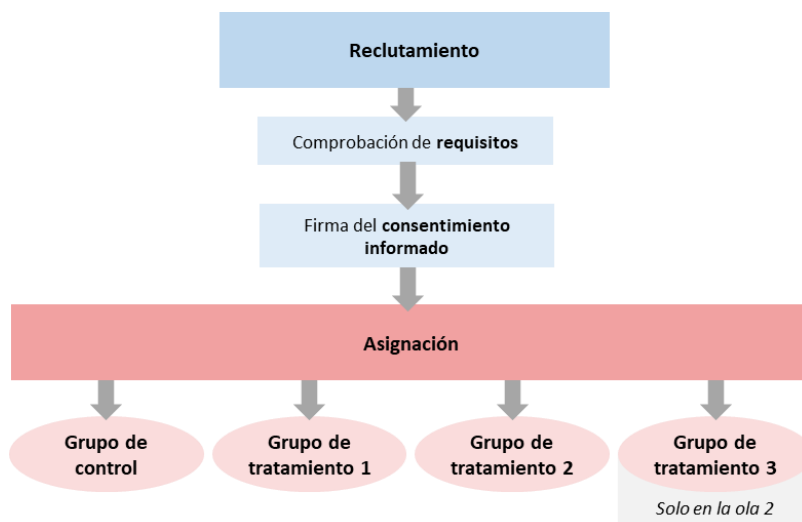 Reclutamiento
Comprobación de requisitos
Firma del consentimiento
informado
Asignación
Grupo de
control
Grupo de
tratamiento 1
Grupo de
tratamiento 2
Grupo de
tratamiento 3
Solo en la ola 2